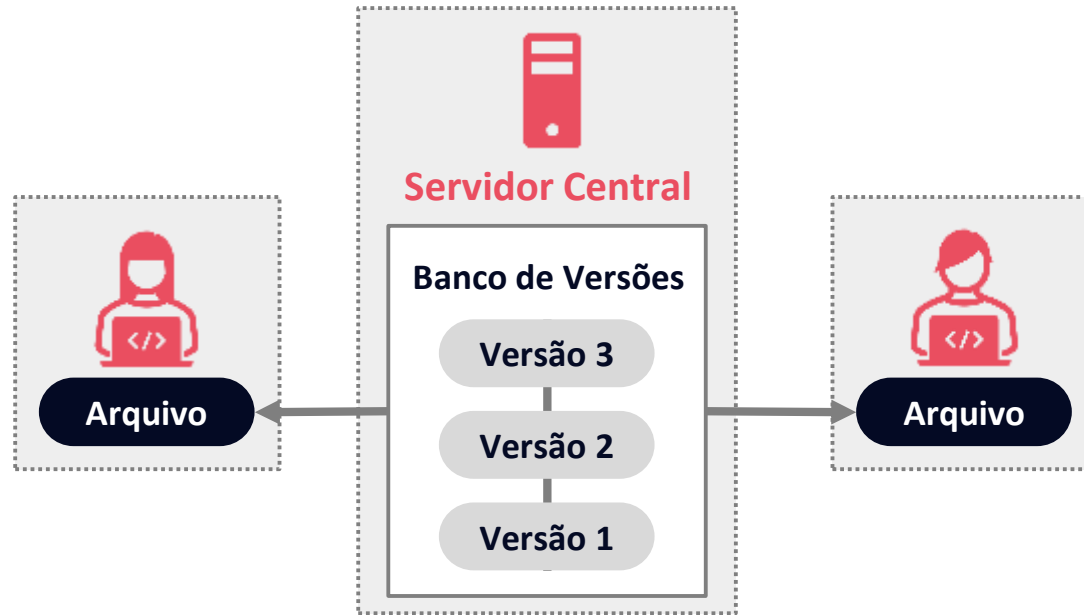 Servidor Central
Banco de Versões
Versão 3
Versão 2
Versão 1
</>
Arquivo
</>
Arquivo